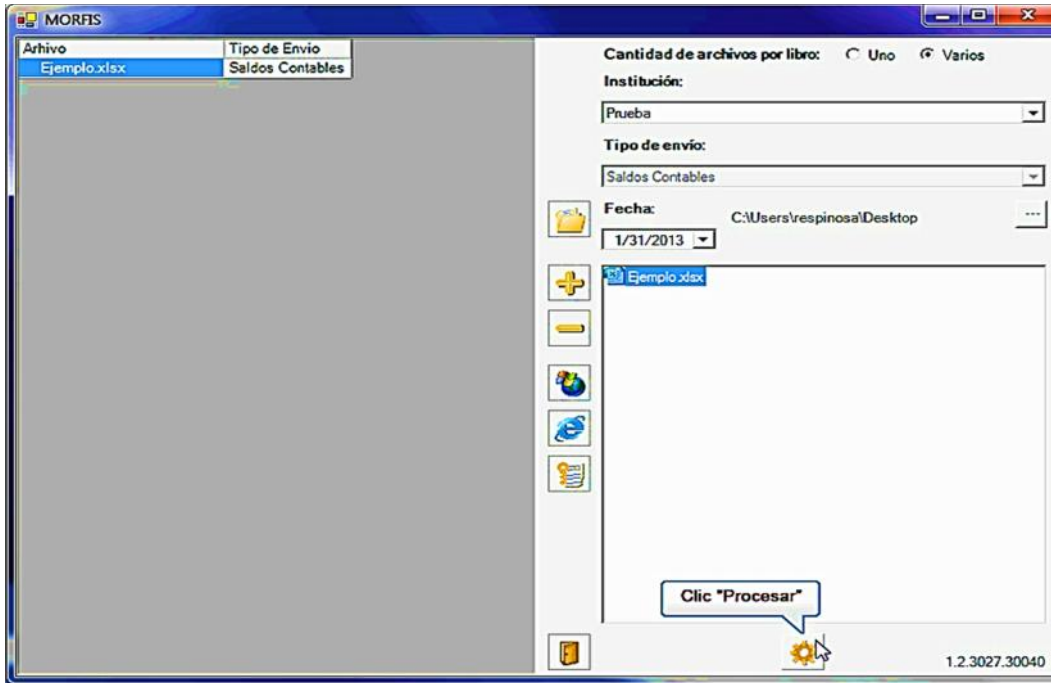 MORFIS
Arhivo Tipo de Envio
Ejemplo.xlsx Saldos Contables
Cantidad de archivos por libro: Uno Varios
Institución:
Prueba
Tipo de envío:
Saldos Contables
Fecha: C:\Users\respinosa\Desktop ...
1/31/2013
Ejemplo.xlsx
Clic "Procesar"
1.2.3027.30040